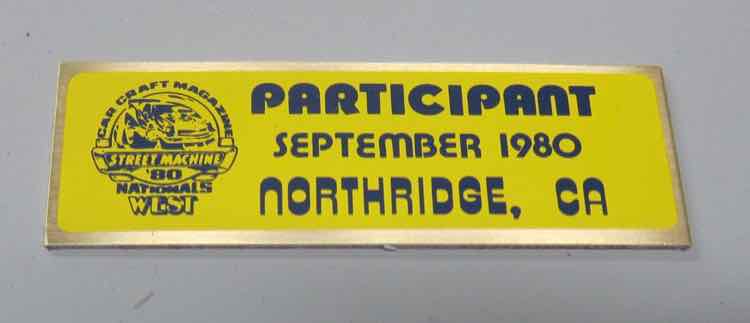 CAR CRAFT MAGAZINE
STREET MACHINE
'80
NATIONALS
WEST
PARTICIPANT
SEPTEMBER 1980
NORTHRIDGE, CA